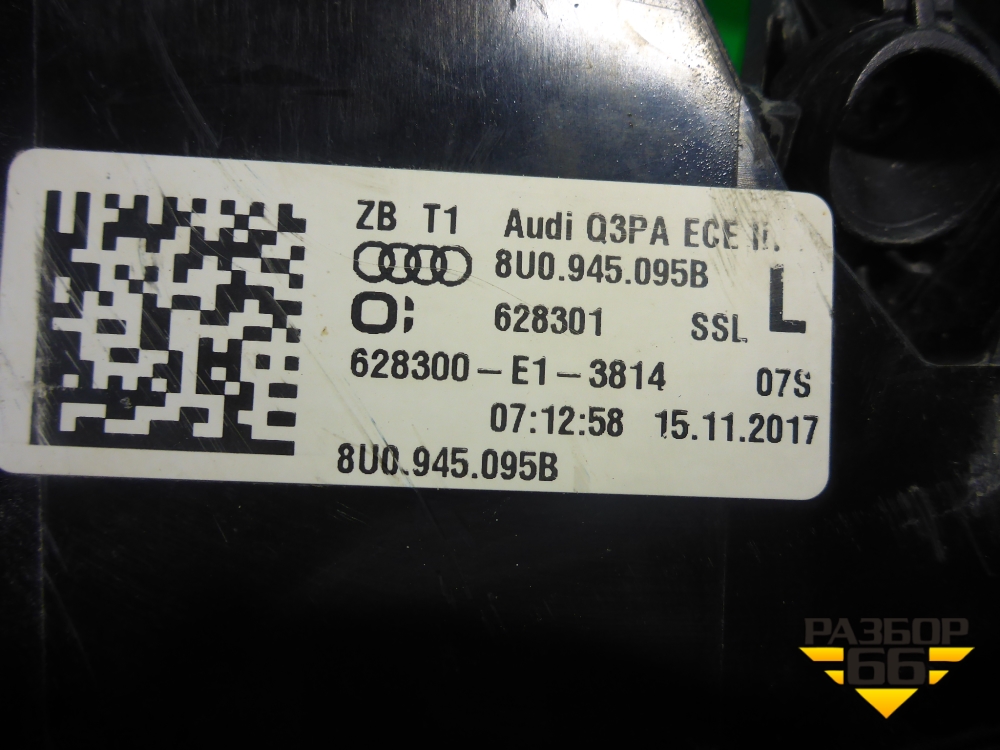 ZB T1 Audi Q3PA ECE
8U0.945.095B
L
628301 SSL
628300-E1-3814 07S
07:12:58 15.11.2017
8U0.945.095B
РАЗБОР
66